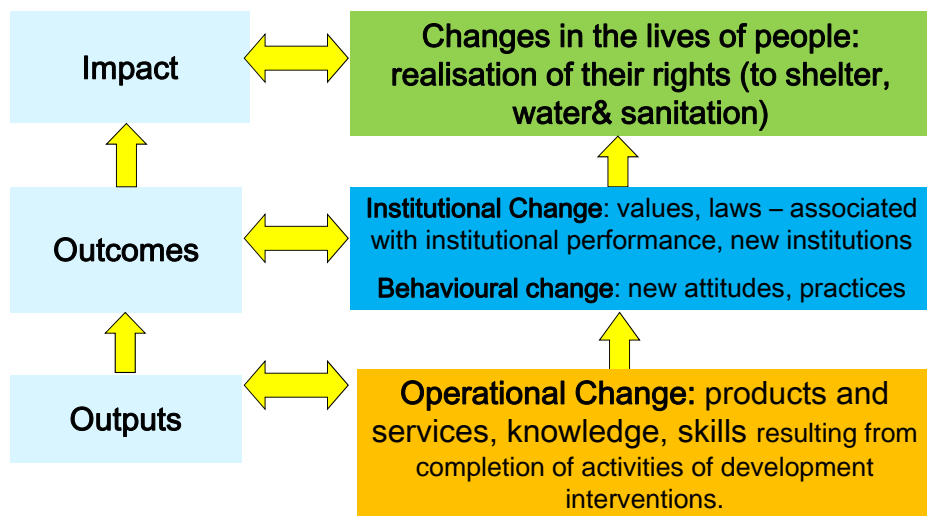 Impact
Changes in the lives of people:
realisation of their rights (to shelter,
water& sanitation)
Outcomes
Institutional Change: values, laws – associated
with institutional performance, new institutions
Behavioural change: new attitudes, practices
Outputs
Operational Change: products and
services, knowledge, skills resulting from
completion of activities of development
interventions.